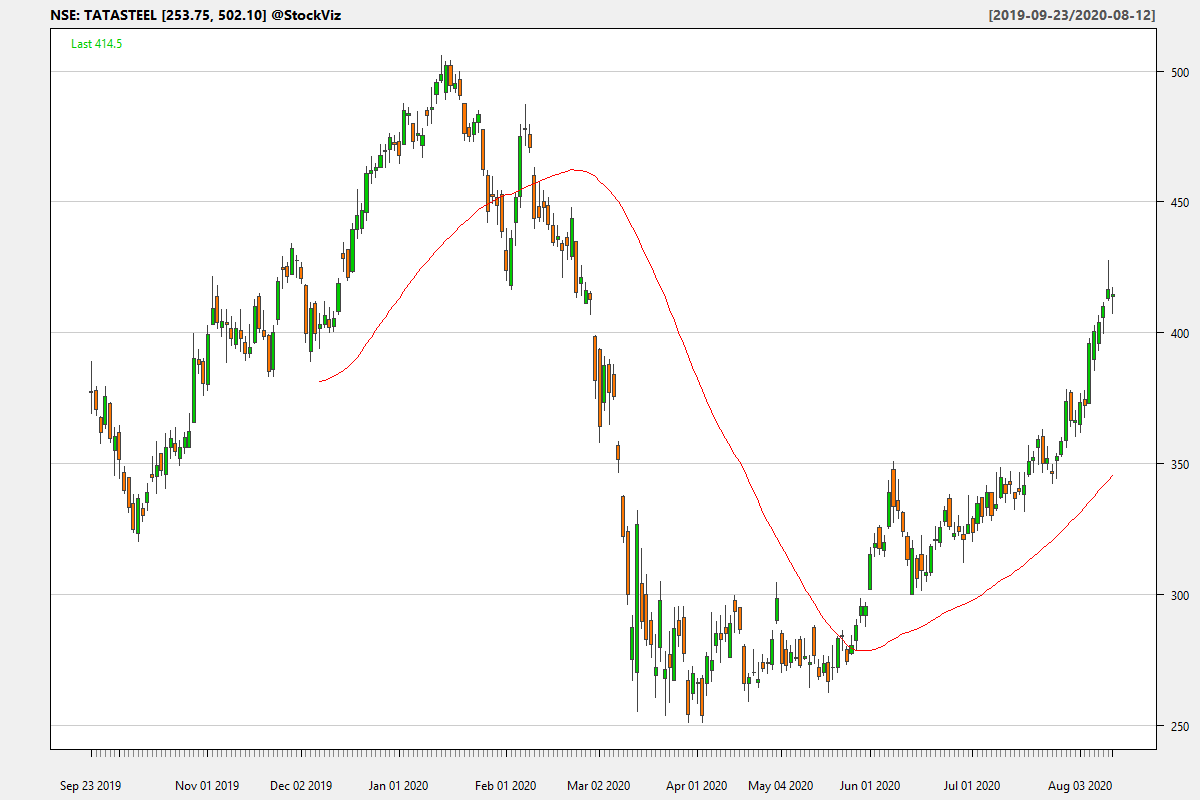 NSE: TATASTEEL [253.75, 502.10] @StockViz
[2019-09-23/2020-08-12]
Last 414.5
500
450
400
350
300
250
Sep 23 2019
Nov 01 2019
Dec 02 2019
Jan 01 2020
Feb 01 2020
Mar 02 2020
Apr 01 2020
May 04 2020
Jun 01 2020
Jul 01 2020
Aug 03 2020